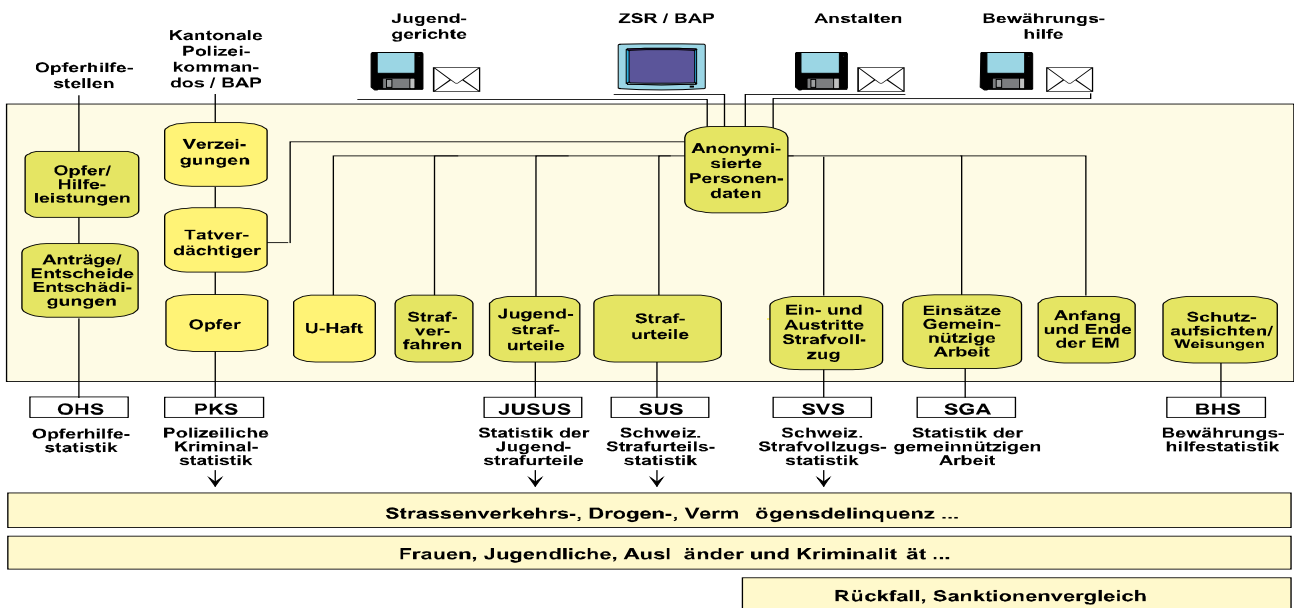 Opferhilfe-
stellen
Kantonale
Polizei-
komman-
dos / BAP
Jugend-
gerichte
ZSR / BAP
Anstalten
Bewährungs-
hilfe
Opfer/
Hilfe-
leistungen
Anträge/
Entscheide
Entschädi-
gungen
Verzei-
gungen
Tatver-
dächtiger
Opfer
Anonymi-
sierte
Personen-
daten
U-Haft
Straf-
ver-
fahren
Jugend-
straf-
urteile
Straf-
urteile
Ein- und
Austritte
Strafvoll-
zug
Einsätze
Gemein-
nützige
Arbeit
Anfang
und Ende
der EM
Schutz-
aufsichten/
Weisungen
OHS
Opferhilfe-
statistik
PKS
Polizeiliche
Kriminal-
statistik
JUSUS
Statistik der
Jugend-
strafurteile
SUS
Schweiz.
Strafurteils-
statistik
SVS
Schweiz.
Strafvollzugs-
statistik
SGA
Statistik der
gemeinnützigen
Arbeit
BHS
Bewährungs-
hilfestatistik
Strassenverkehrs-, Drogen-, Verm ögensdelinquenz ...
Frauen, Jugendliche, Ausl änder und Kriminalit ät ...
Rückfall, Sanktionenvergleich